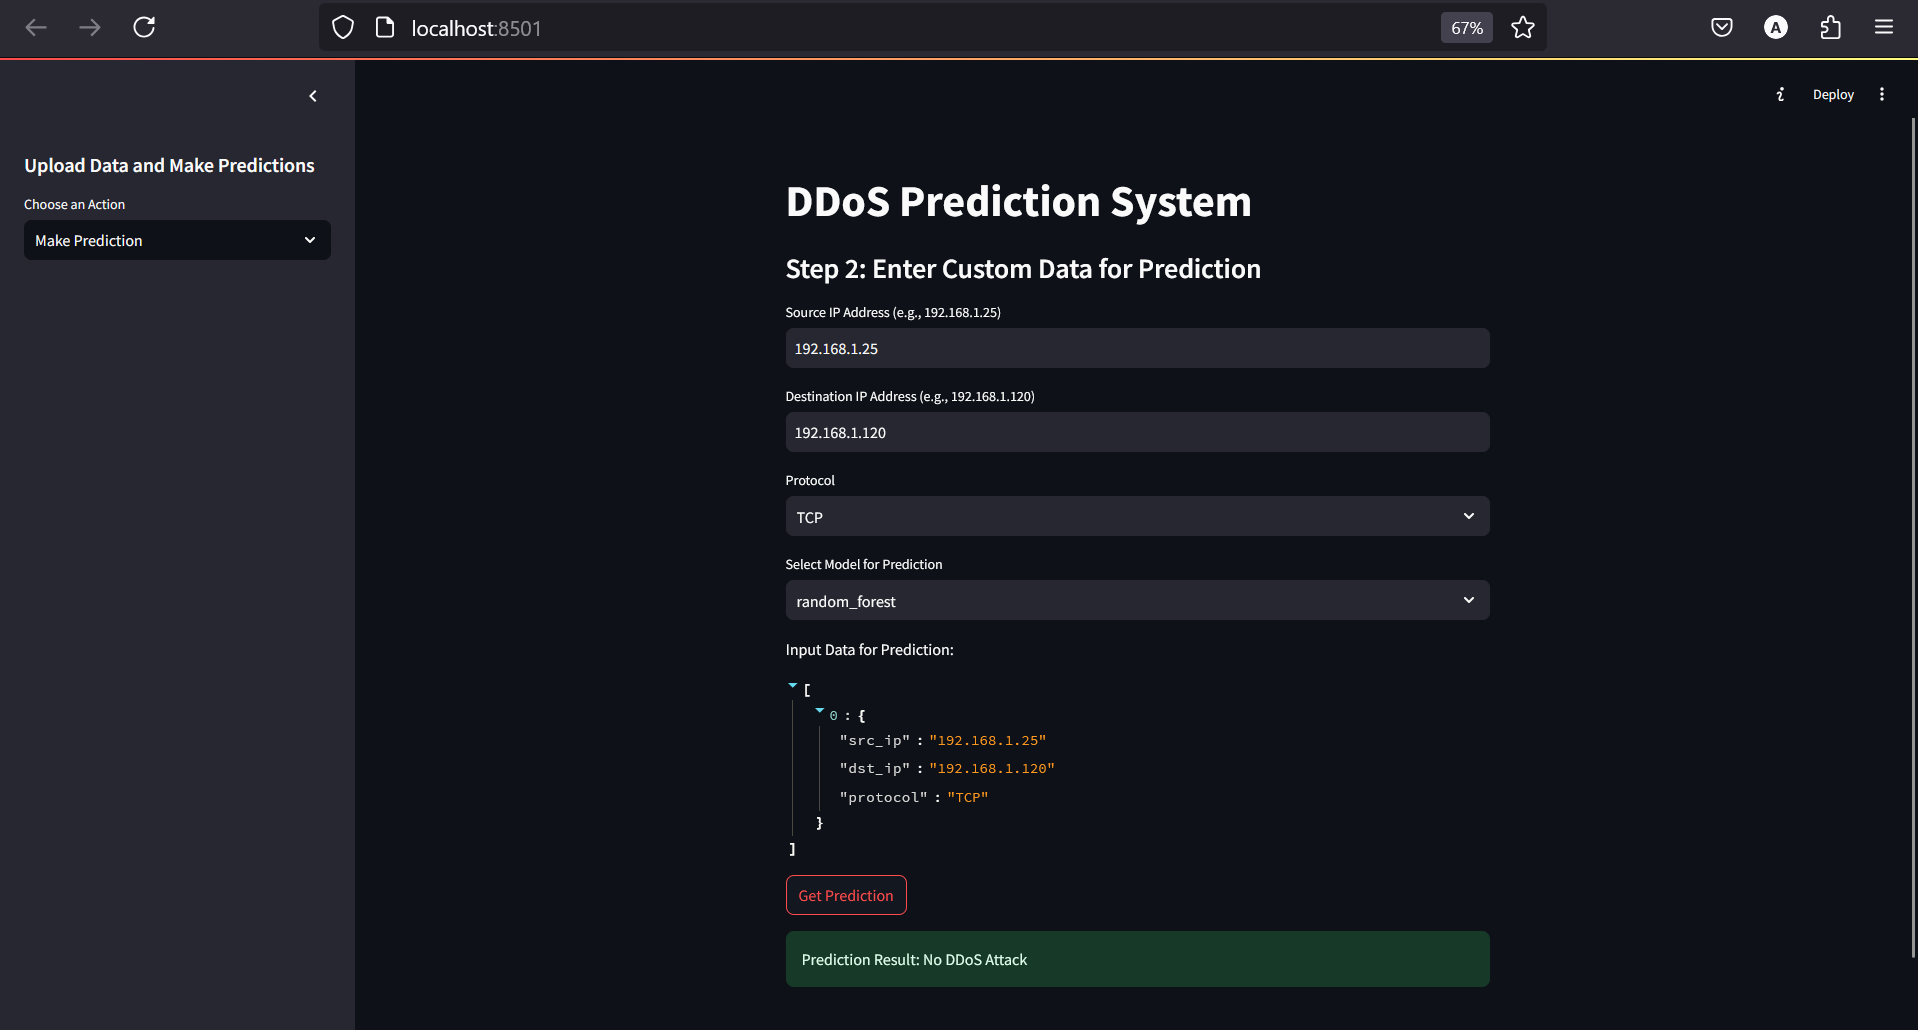 localhost:8501
67%
A
Deploy
Upload Data and Make Predictions
Choose an Action
Make Prediction
DDoS Prediction System
Step 2: Enter Custom Data for Prediction
Source IP Address (e.g., 192.168.1.25)
192.168.1.25
Destination IP Address (e.g., 192.168.1.120)
192.168.1.120
Protocol
TCP
Select Model for Prediction
random_forest
Input Data for Prediction:
[
0 : {
"src_ip" : "192.168.1.25"
"dst_ip" : "192.168.1.120"
"protocol" : "TCP"
}
]
Get Prediction
Prediction Result: No DDoS Attack